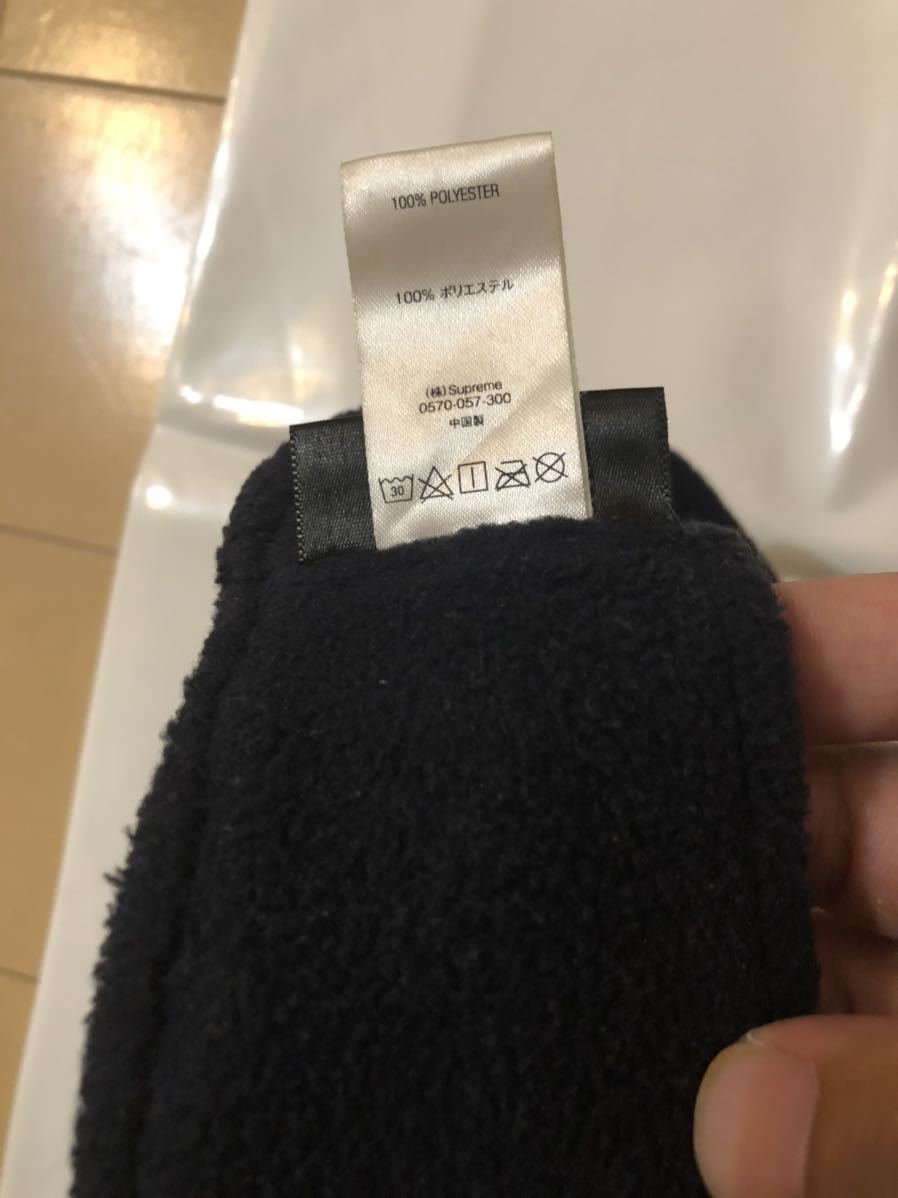 100% POLYESTER
100% ポリエステル
(株)Supreme
0570-057-300
中国製
30